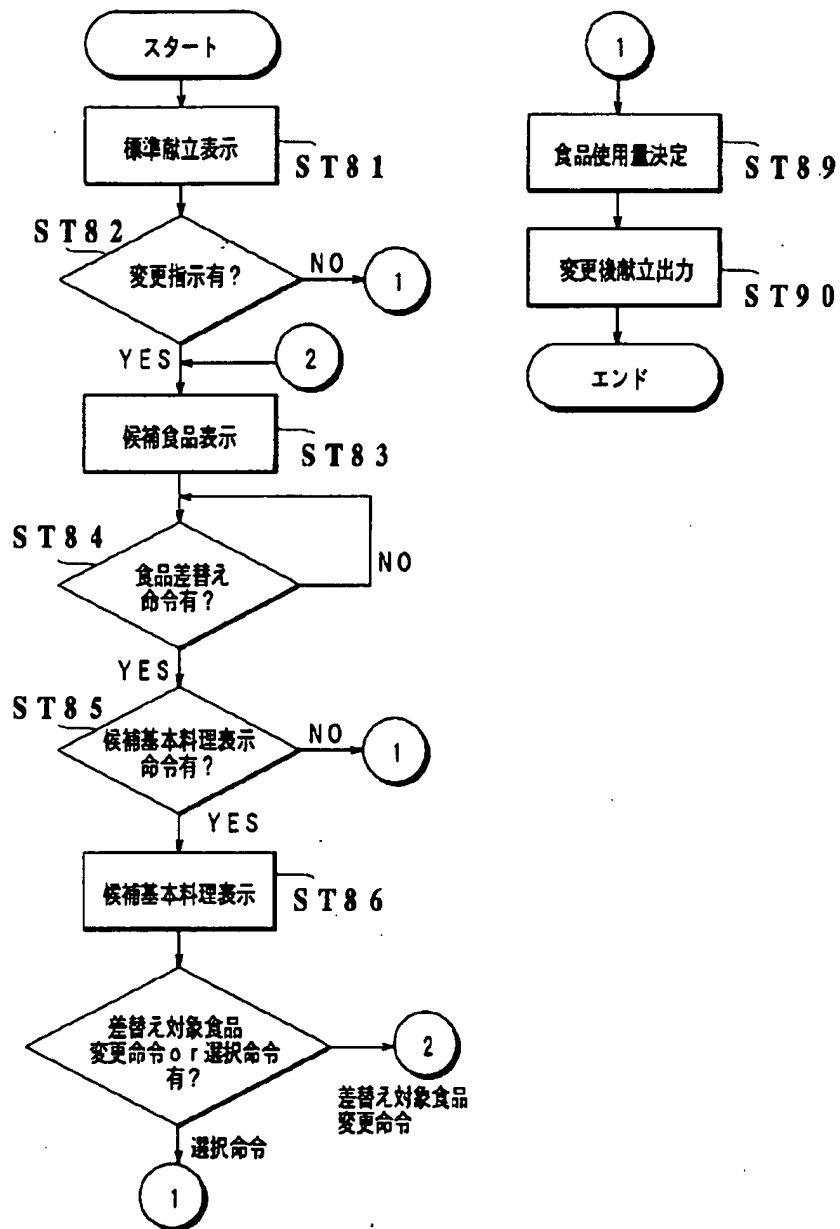 スタート
標準献立表示
ST81
ST82
変更指示有?
NO
1
YES
2
候補食品表示
ST83
ST84
食品差替え
命令有?
NO
YES
ST85
候補基本料理表示
命令有?
NO
1
YES
候補基本料理表示
ST86
差替え対象食品
変更命令or選択命令
有?
2
差替え対象食品
変更命令
選択命令
1
1
食品使用量決定
ST89
変更後献立出力
ST90
エンド